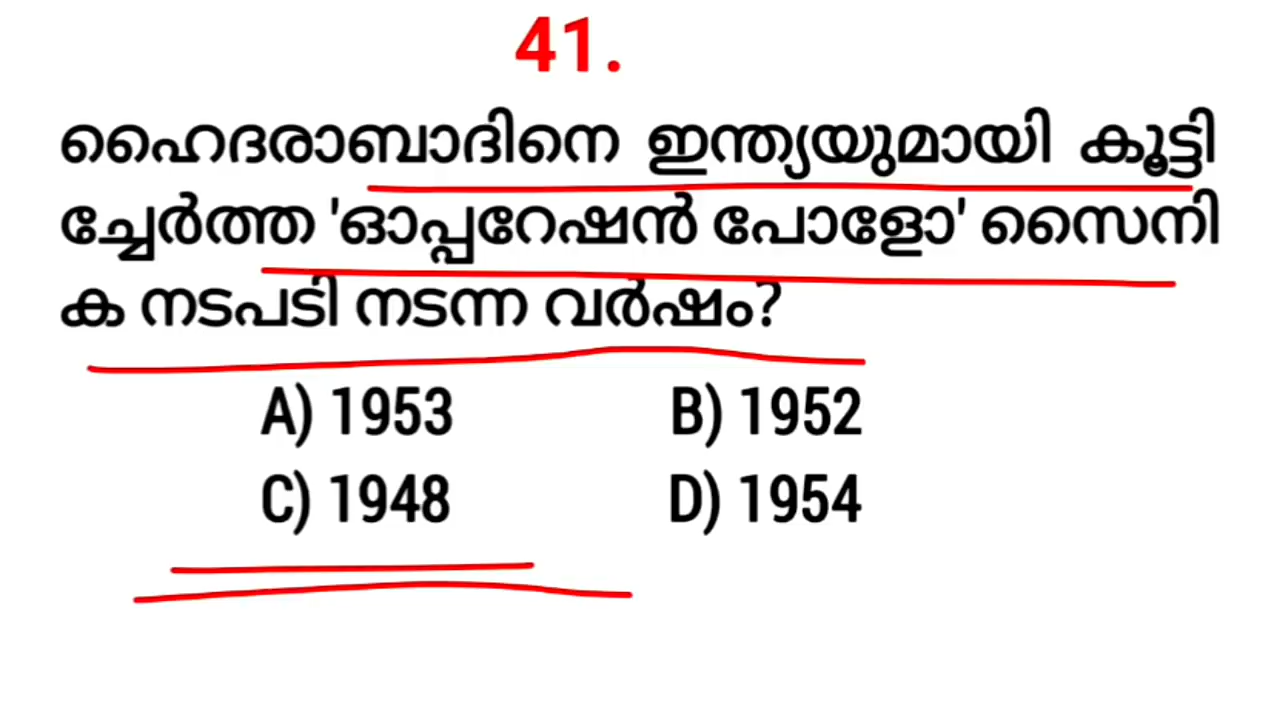 41.
ഹൈദരാബാദിനെ ഇന്ത്യയുമായി കൂട്ടി
ച്ചേർത്ത 'ഓപ്പറേഷൻ പോളോ' സൈനി
ക നടപടി നടന്ന വർഷം?
A) 1953 B) 1952
C) 1948 D) 1954